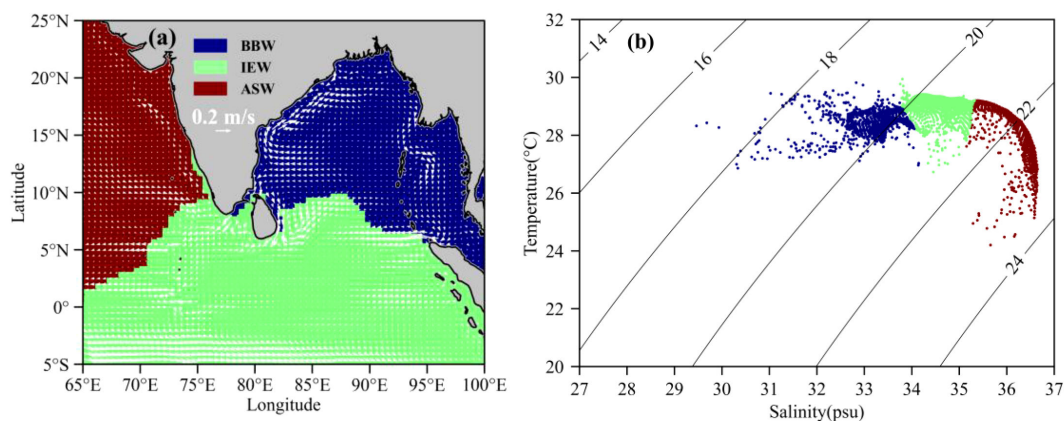 (a)
BBW
IEW
ASW
0.2 m/s
25°N
20°N
15°N
10°N
5°N
0°
5°S
Latitude
65°E 70°E 75°E 80°E 85°E 90°E 95°E 100°E
Longitude
(b)
14
16
18
20
22
24
32
30
28
26
24
22
20
Temperature(°C)
27 28 29 30 31 32 33 34 35 36 37
Salinity(psu)